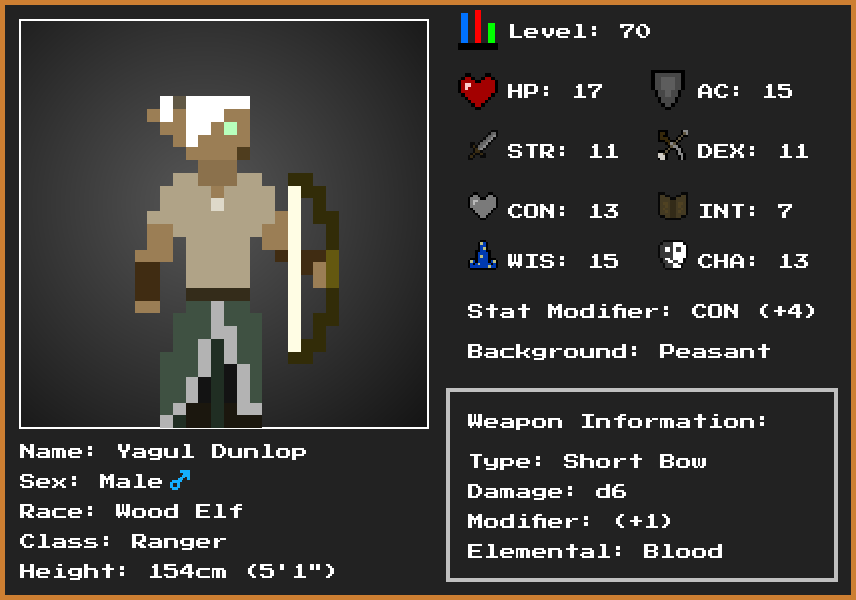 Level: 70
HP: 17 AC: 15
STR: 11 DEX: 11
CON: 13 INT: 7
WIS: 15 CHA: 13
Stat Modifier: CON (+4)
Background: Peasant
Weapon Information:
Type: Short Bow
Damage: d6
Modifier: (+1)
Elemental: Blood
Name: Yagul Dunlop
Sex: Male ♂
Race: Wood Elf
Class: Ranger
Height: 154cm (5'1")